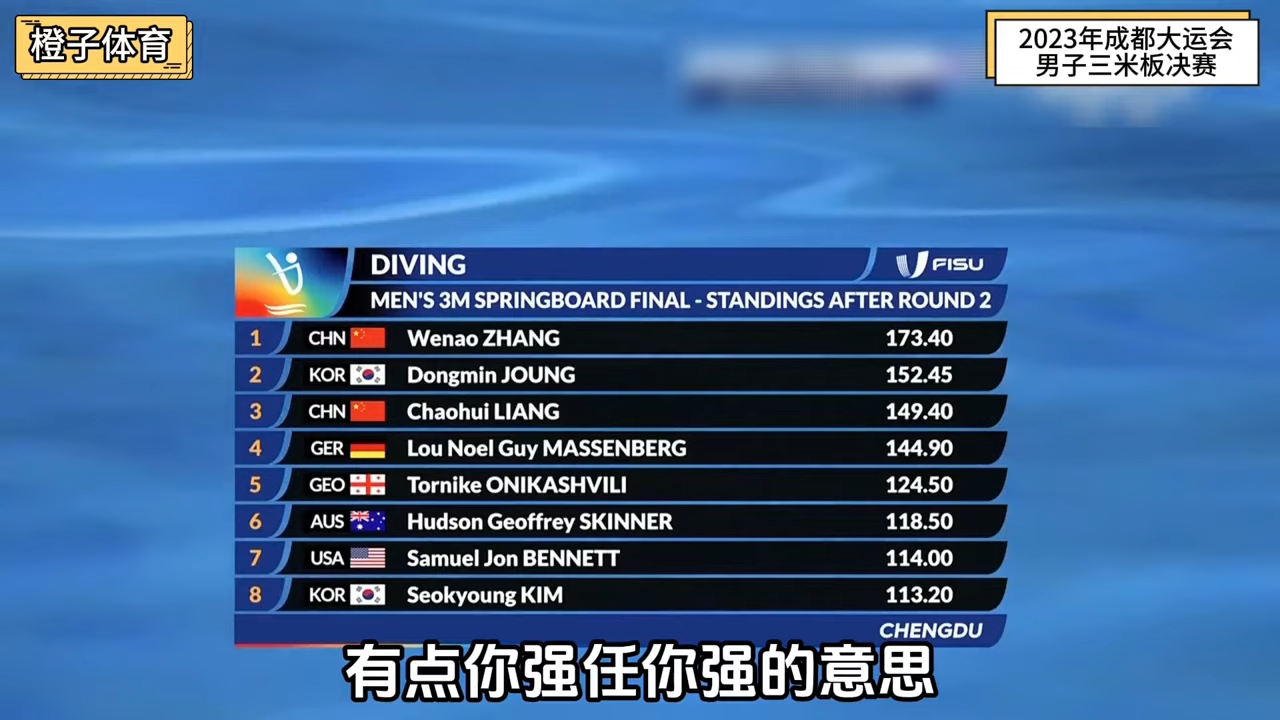 橙子体育
2023年成都大运会
男子三米板决赛
DIVING
FISU
MEN'S 3M SPRINGBOARD FINAL - STANDINGS AFTER ROUND 2
1 CHN Wenao ZHANG 173.40
2 KOR Dongmin JOUNG 152.45
3 CHN Chaohui LIANG 149.40
4 GER Lou Noel Guy MASSENBERG 144.90
5 GEO Tornike ONIKASHVILI 124.50
6 AUS Hudson Geoffrey SKINNER 118.50
7 USA Samuel Jon BENNETT 114.00
8 KOR Seokyoung KIM 113.20
CHENGDU
有点你强任你强的意思